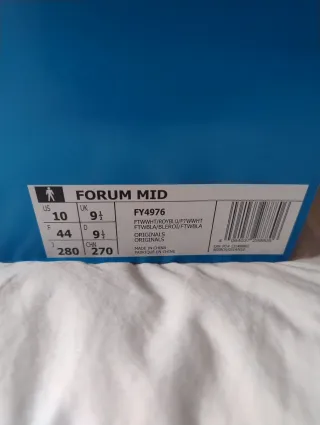 FORUM MID
US UK
10 9½
F D
44 9½
J CHN
280 270
FY4976
FTWWHT/ROYBLU/FTWWHT
FTWBLA/BLEROI/FTWBLA
ORIGINALS
ORIGINALS
MADE IN